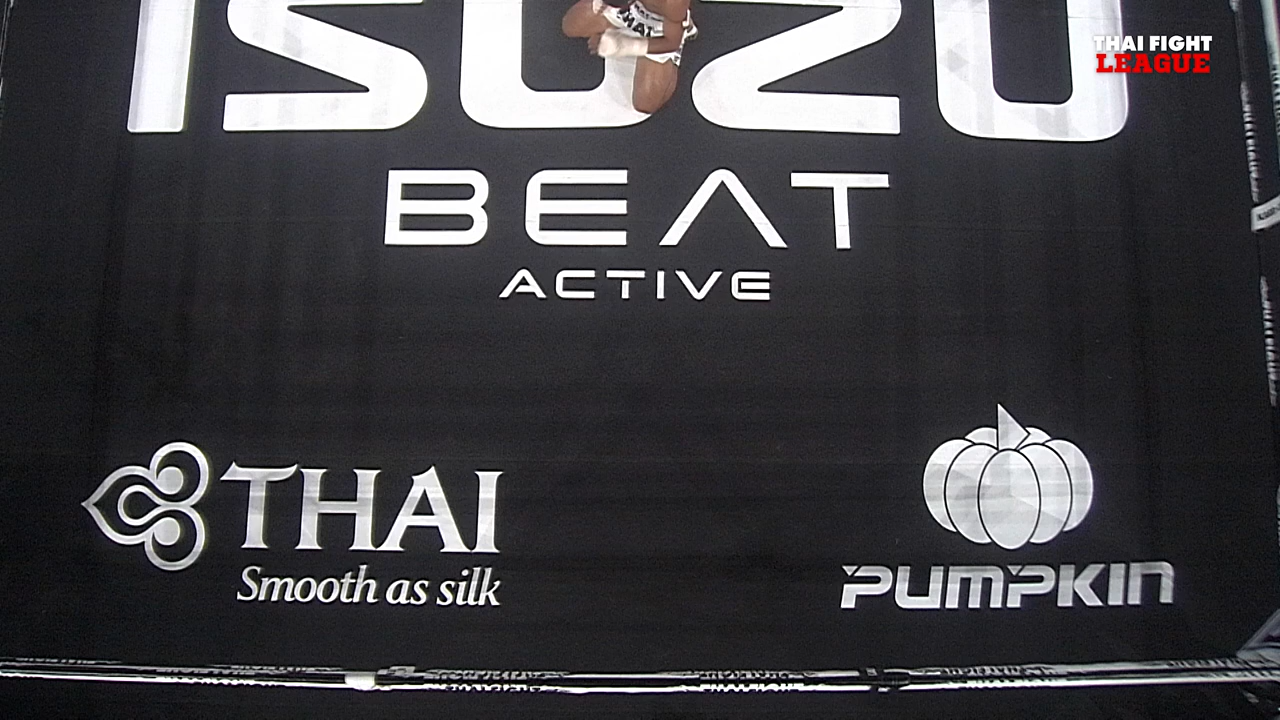 ISUZU
THAI FIGHT
LEAGUE
BEAT
ACTIVE
THAI
Smooth as silk
PUMPKIN